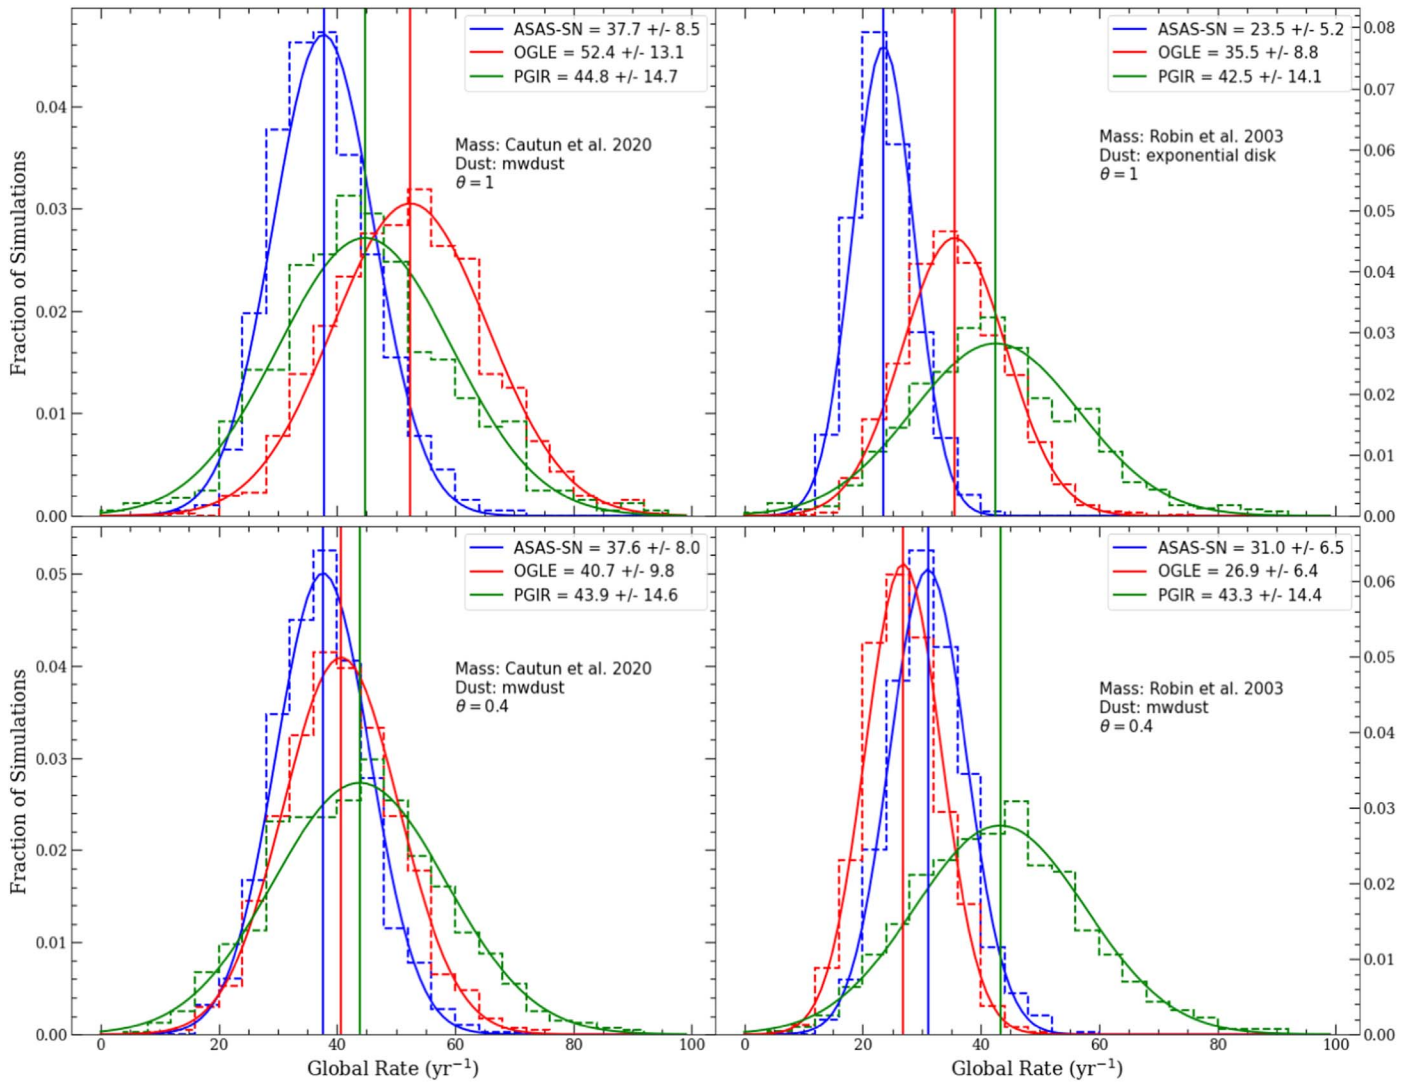 ASAS-SN = 37.7 +/- 8.5
OGLE = 52.4 +/- 13.1
PGIR = 44.8 +/- 14.7
Mass: Cautun et al. 2020
Dust: mwdust
θ = 1
0.04
0.03
0.02
0.01
0.00
Fraction of Simulations
ASAS-SN = 23.5 +/- 5.2
OGLE = 35.5 +/- 8.8
PGIR = 42.5 +/- 14.1
Mass: Robin et al. 2003
Dust: exponential disk
θ = 1
0.08
0.07
0.06
0.05
0.04
0.03
0.02
0.01
0.00
ASAS-SN = 37.6 +/- 8.0
OGLE = 40.7 +/- 9.8
PGIR = 43.9 +/- 14.6
Mass: Cautun et al. 2020
Dust: mwdust
θ = 0.4
0.05
0.04
0.03
0.02
0.01
0.00
Fraction of Simulations
0 20 40 60 80 100
Global Rate (yr⁻¹)
ASAS-SN = 31.0 +/- 6.5
OGLE = 26.9 +/- 6.4
PGIR = 43.3 +/- 14.4
Mass: Robin et al. 2003
Dust: mwdust
θ = 0.4
0.06
0.05
0.04
0.03
0.02
0.01
0.00
0 20 40 60 80 100
Global Rate (yr⁻¹)